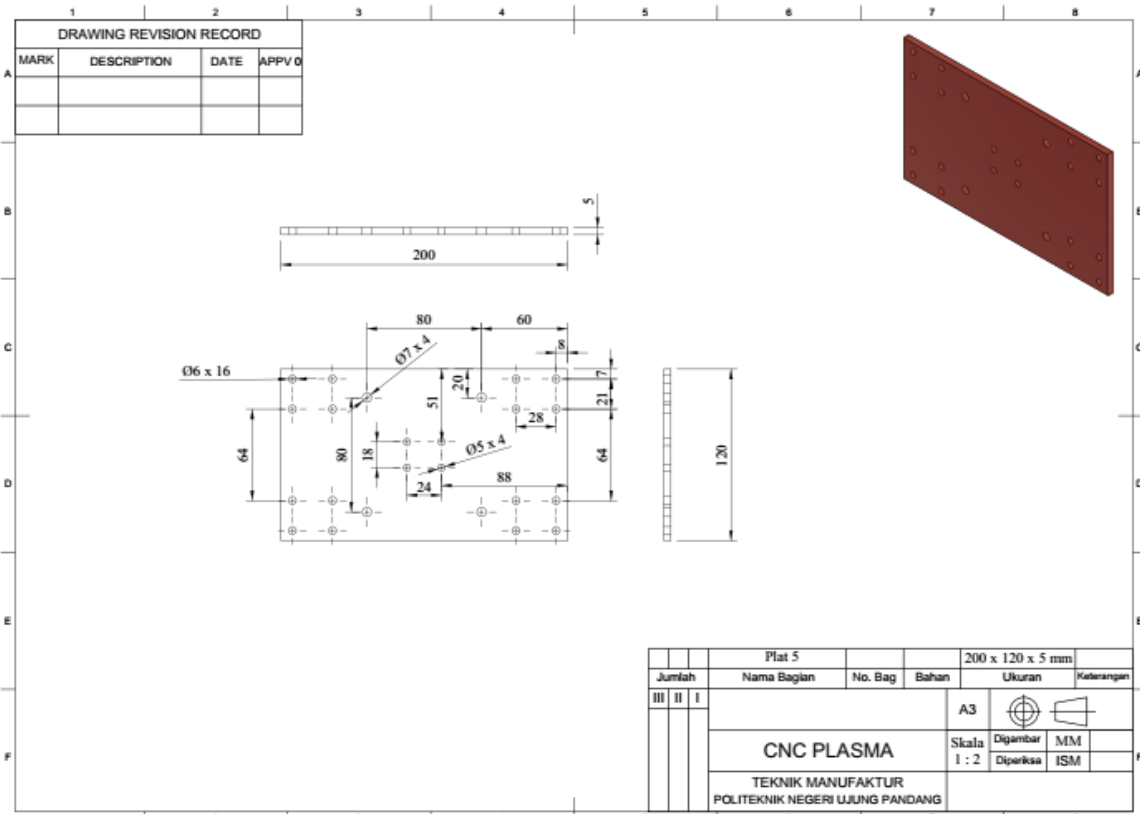 1 2 3 4 5 6 7 8
DRAWING REVISION RECORD
MARK DESCRIPTION DATE APPV 0
A A
B B
5
200
C C
80 60
8
Ø7 x 4
Ø6 x 16
7
20
51
21
28
64
80
18
Ø5 x 4
64
120
D D
24
88
E E
Plat 5 200 x 120 x 5 mm
Jumlah Nama Bagian No. Bag Bahan Ukuran Keterangan
III II I
A3
CNC PLASMA
Skala
1 : 2
Digambar MM
Diperiksa ISM
F F
TEKNIK MANUFAKTUR
POLITEKNIK NEGERI UJUNG PANDANG